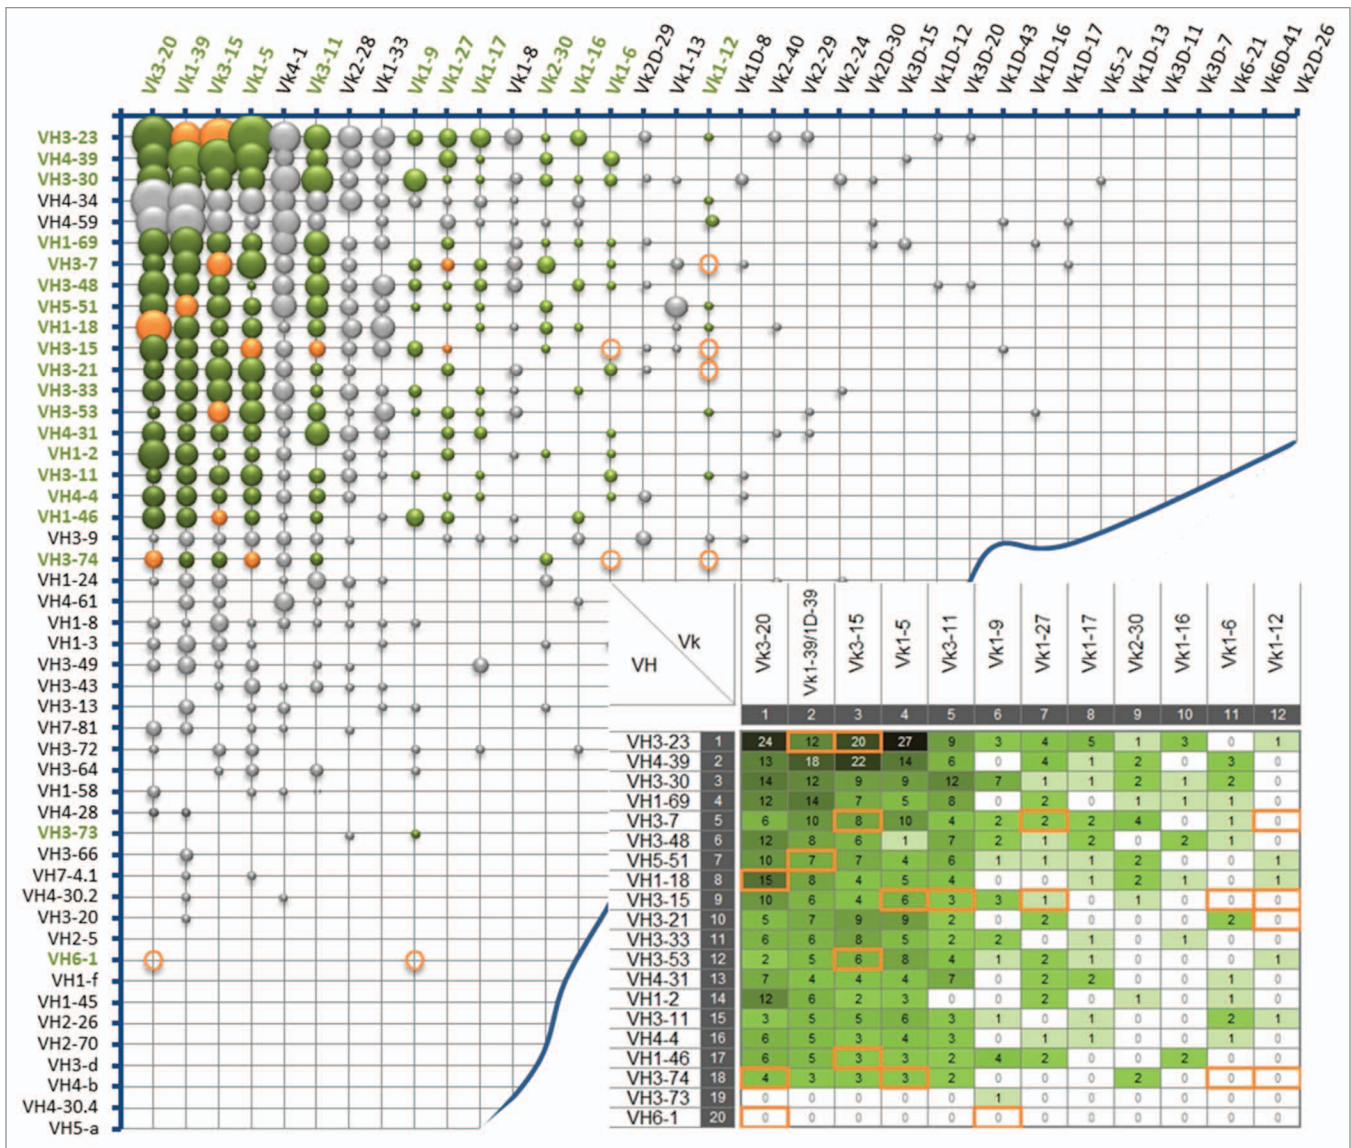 Vk3-20 Vk1-39 Vk3-15 Vk1-5 Vk4-1 Vk3-11 Vk2-28 Vk1-33 Vk1-9 Vk1-27 Vk1-17 Vk1-8 Vk2-30 Vk1-16 Vk1-6 Vk2D-29 Vk1-13 Vk1-12 Vk1D-8 Vk2-40 Vk2-29 Vk2-24 Vk2D-30 Vk3D-15 Vk1D-12 Vk3D-20 Vk1D-43 Vk1D-16 Vk1D-17 Vk5-2 Vk1D-13 Vk3D-11 Vk3D-7 Vk6-21 Vk6D-41 Vk2D-26
VH3-23
VH4-39
VH3-30
VH4-34
VH4-59
VH1-69
VH3-7
VH3-48
VH5-51
VH1-18
VH3-15
VH3-21
VH3-33
VH3-53
VH4-31
VH1-2
VH3-11
VH4-4
VH1-46
VH3-9
VH3-74
VH1-24
VH4-61
VH1-8
VH1-3
VH3-49
VH3-43
VH3-13
VH7-81
VH3-72
VH3-64
VH1-58
VH4-28
VH3-73
VH3-66
VH7-4.1
VH4-30.2
VH3-20
VH2-5
VH6-1
VH1-f
VH1-45
VH2-26
VH2-70
VH3-d
VH4-b
VH4-30.4
VH5-a
Vk
VH
Vk3-20 Vk1-39/1D-39 Vk3-15 Vk1-5 Vk3-11 Vk1-9 Vk1-27 Vk1-17 Vk2-30 Vk1-16 Vk1-6 Vk1-12
1 2 3 4 5 6 7 8 9 10 11 12
VH3-23 1 24 12 20 27 9 3 4 5 1 3 0 1
VH4-39 2 13 18 22 14 6 0 4 1 2 0 3 0
VH3-30 3 14 12 9 9 12 7 1 1 2 1 2 0
VH1-69 4 12 14 7 5 8 0 2 0 1 1 1 0
VH3-7 5 6 10 8 10 4 2 2 2 4 0 1 0
VH3-48 6 12 8 6 1 7 2 1 2 0 2 1 0
VH5-51 7 10 7 7 4 6 1 1 1 2 0 0 1
VH1-18 8 15 8 4 5 4 0 0 1 2 1 0 1
VH3-15 9 10 6 4 6 3 3 1 0 1 0 0 0
VH3-21 10 5 7 9 9 2 0 2 0 0 0 2 0
VH3-33 11 6 6 8 5 2 2 0 1 0 1 0 0
VH3-53 12 2 5 6 8 4 1 2 1 0 0 0 1
VH4-31 13 7 4 4 4 7 0 2 2 0 0 1 0
VH1-2 14 12 6 2 3 0 0 2 0 1 0 1 0
VH3-11 15 3 5 5 6 3 1 0 1 0 0 2 1
VH4-4 16 6 5 3 4 3 0 1 1 0 0 1 0
VH1-46 17 6 5 3 3 2 4 2 0 0 2 0 0
VH3-74 18 4 3 3 3 2 0 0 0 2 0 0 0
VH3-73 19 0 0 0 0 0 1 0 0 0 0 0 0
VH6-1 20 0 0 0 0 0 0 0 0 0 0 0 0